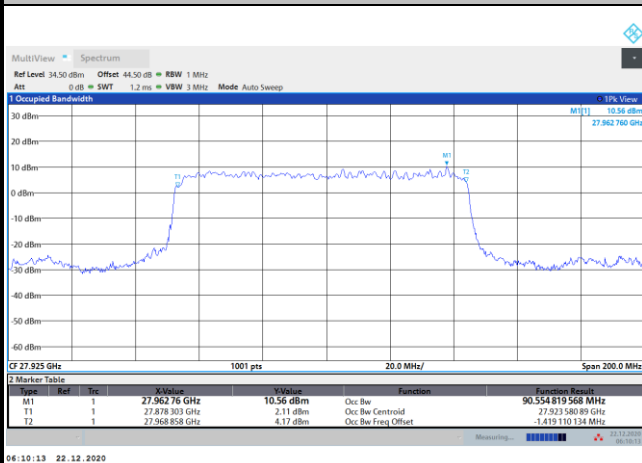 MultiView Spectrum
Ref Level 34.50 dBm Offset 44.50 dB RBW 1 MHz
Att 0 dB SWT 1.2 ms VBW 3 MHz Mode Auto Sweep
1 Occupied Bandwidth 1Pk View
M1[1] 10.56 dBm
27.962 760 GHz
30 dBm
20 dBm
10 dBm
0 dBm
-10 dBm
-20 dBm
-30 dBm
-40 dBm
-50 dBm
-60 dBm
T1
M1
T2
CF 27.925 GHz 1001 pts 20.0 MHz/ Span 200.0 MHz
2 Marker Table
Type Ref Trc X-Value Y-Value Function Function Result
M1 1 27.962 76 GHz 10.56 dBm Occ Bw 90.554 819 568 MHz
T1 1 27.878 303 GHz 2.11 dBm Occ Bw Centroid 27.923 580 89 GHz
T2 1 27.968 858 GHz 4.17 dBm Occ Bw Freq Offset -1.419 110 134 MHz
Measuring... 22.12.2020
06:10:13
06:10:13 22.12.2020